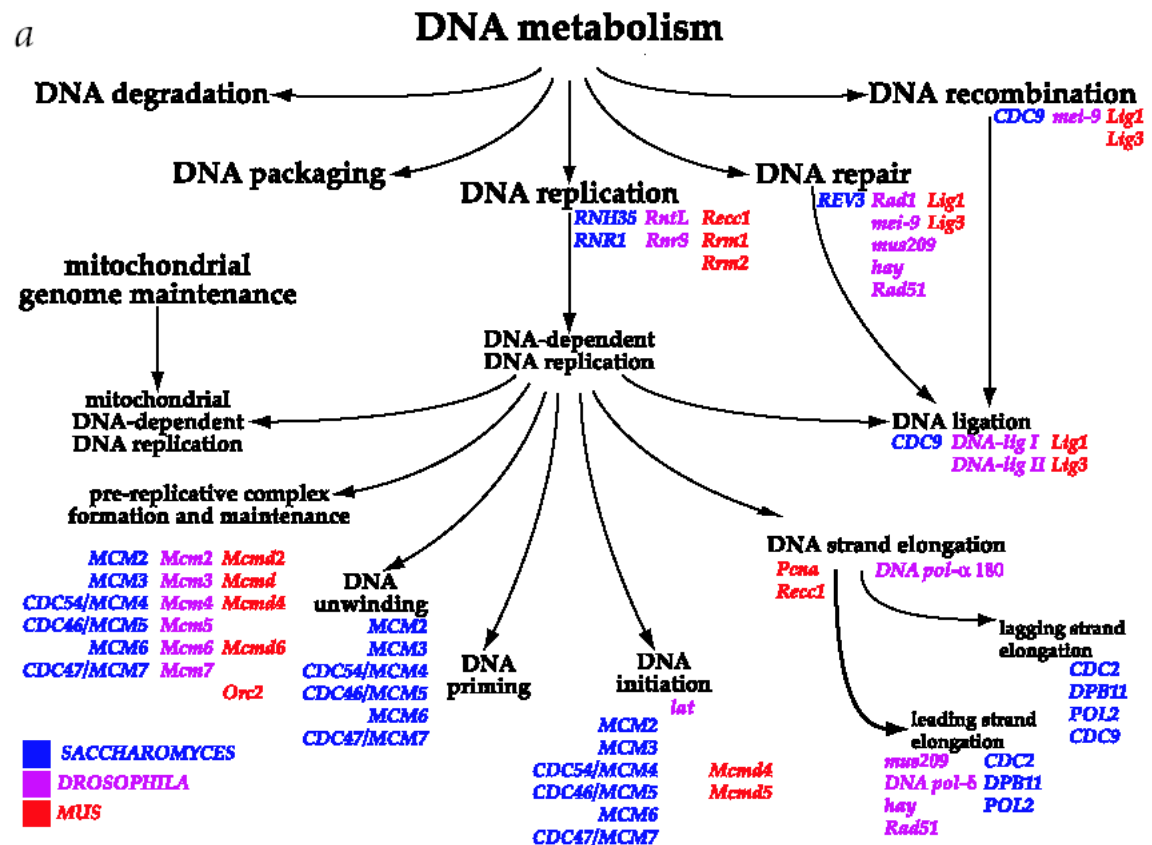 a
DNA metabolism
DNA degradation
DNA recombination
CDC9 mei-9 Lig1
Lig3
DNA packaging
DNA replication
RNH35 RntL Recc1
RNR1 RnrS Rrm1
Rrm2
DNA repair
REV3 Rad1 Lig1
mei-9 Lig3
mus209
hay
Rad51
mitochondrial
genome maintenance
DNA-dependent
DNA replication
mitochondrial
DNA-dependent
DNA replication
DNA ligation
CDC9 DNA-lig I Lig1
DNA-lig II Lig3
pre-replicative complex
formation and maintenance
MCM2 Mcm2 Mcmd2
MCM3 Mcm3 Mcmd
CDC54/MCM4 Mcm4 Mcmd4
CDC46/MCM5 Mcm5
MCM6 Mcm6 Mcmd6
CDC47/MCM7 Mcm7
Orc2
DNA
unwinding
MCM2
MCM3
CDC54/MCM4
CDC46/MCM5
MCM6
CDC47/MCM7
DNA
priming
DNA
initiation
lat
MCM2
MCM3
CDC54/MCM4 Mcmd4
CDC46/MCM5 Mcmd5
MCM6
CDC47/MCM7
DNA strand elongation
Pcna DNA pol-α 180
Recc1
lagging strand
elongation
CDC2
DPB11
POL2
CDC9
leading strand
elongation
mus209 CDC2
DNA pol-δ DPB11
hay POL2
Rad51
SACCHAROMYCES
DROSOPHILA
MUS